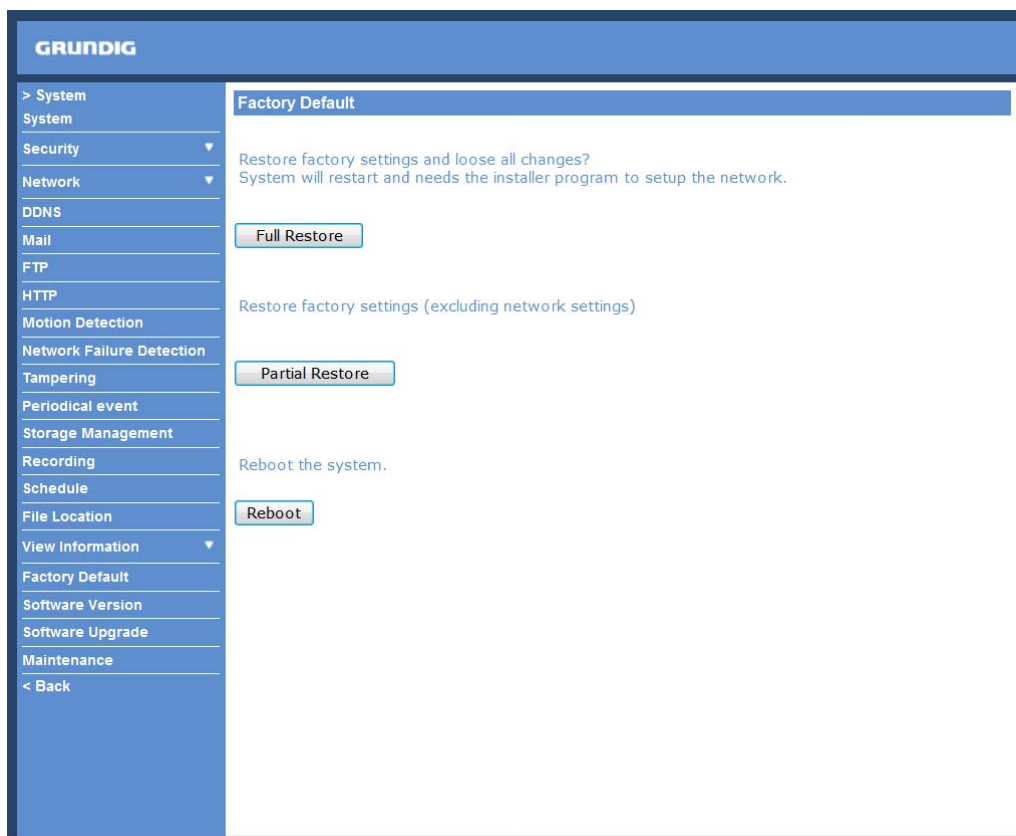 GRUNDIG
> System
System
Security
Network
DDNS
Mail
FTP
HTTP
Motion Detection
Network Failure Detection
Tampering
Periodical event
Storage Management
Recording
Schedule
File Location
View Information
Factory Default
Software Version
Software Upgrade
Maintenance
< Back
Factory Default
Restore factory settings and loose all changes?
System will restart and needs the installer program to setup the network.
Full Restore
Restore factory settings (excluding network settings)
Partial Restore
Reboot the system.
Reboot